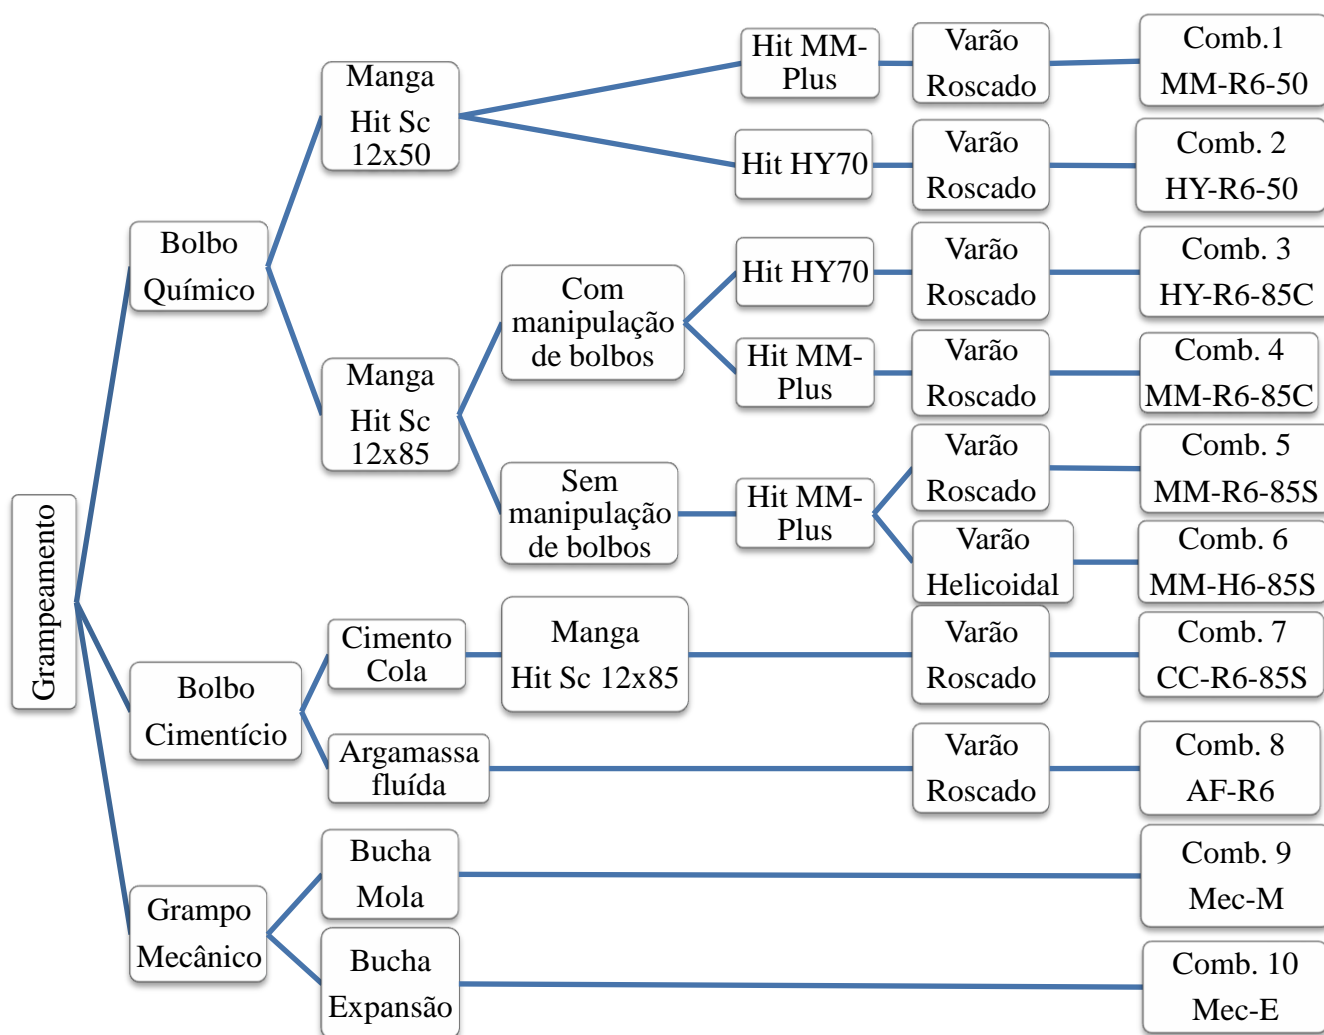 Grampeamento
Bolbo
Químico
Manga
Hit Sc
12x50
Hit MM-
Plus
Varão
Roscado
Comb.1
MM-R6-50
Hit HY70
Varão
Roscado
Comb. 2
HY-R6-50
Manga
Hit Sc
12x85
Com
manipulação
de bolbos
Hit HY70
Varão
Roscado
Comb. 3
HY-R6-85C
Hit MM-
Plus
Varão
Roscado
Comb. 4
MM-R6-85C
Sem
manipulação
de bolbos
Hit MM-
Plus
Varão
Roscado
Comb. 5
MM-R6-85S
Varão
Helicoidal
Comb. 6
MM-H6-85S
Bolbo
Cimentício
Cimento
Cola
Manga
Hit Sc 12x85
Varão
Roscado
Comb. 7
CC-R6-85S
Argamassa
fluída
Varão
Roscado
Comb. 8
AF-R6
Grampo
Mecânico
Bucha
Mola
Comb. 9
Mec-M
Bucha
Expansão
Comb. 10
Mec-E